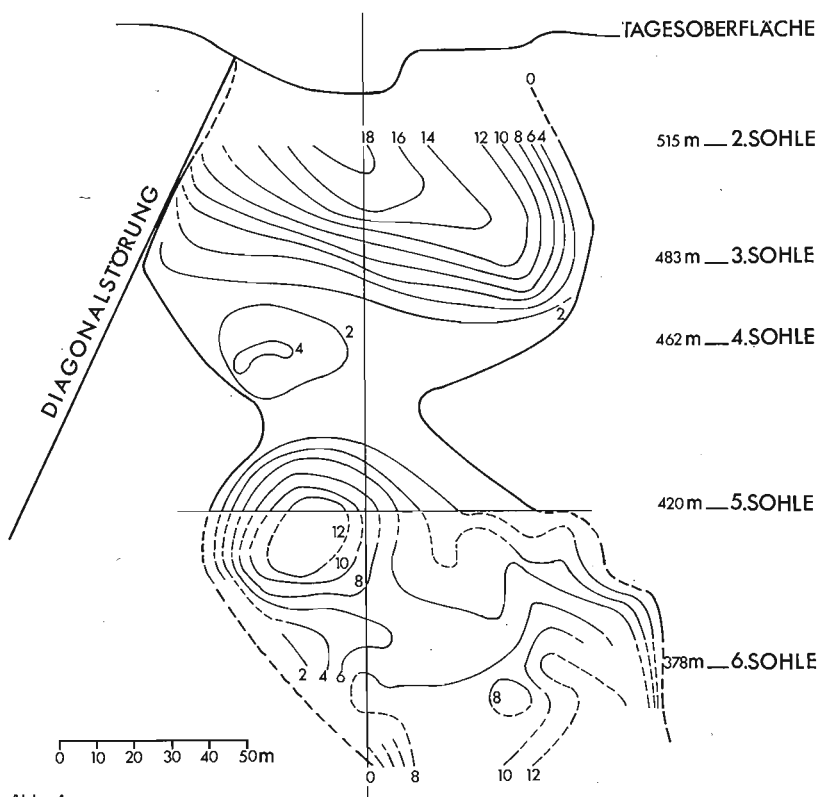 TAGESOBERFLÄCHE
0
18 16 14 12 10 8 6 4
515 m 2.SOHLE
DIAGONALSTÖRUNG
483 m 3.SOHLE
2
2
4
462 m 4.SOHLE
420 m 5.SOHLE
12
10
8
378 m 6.SOHLE
2 4 6
8
0 10 20 30 40 50 m
0 8 10 12